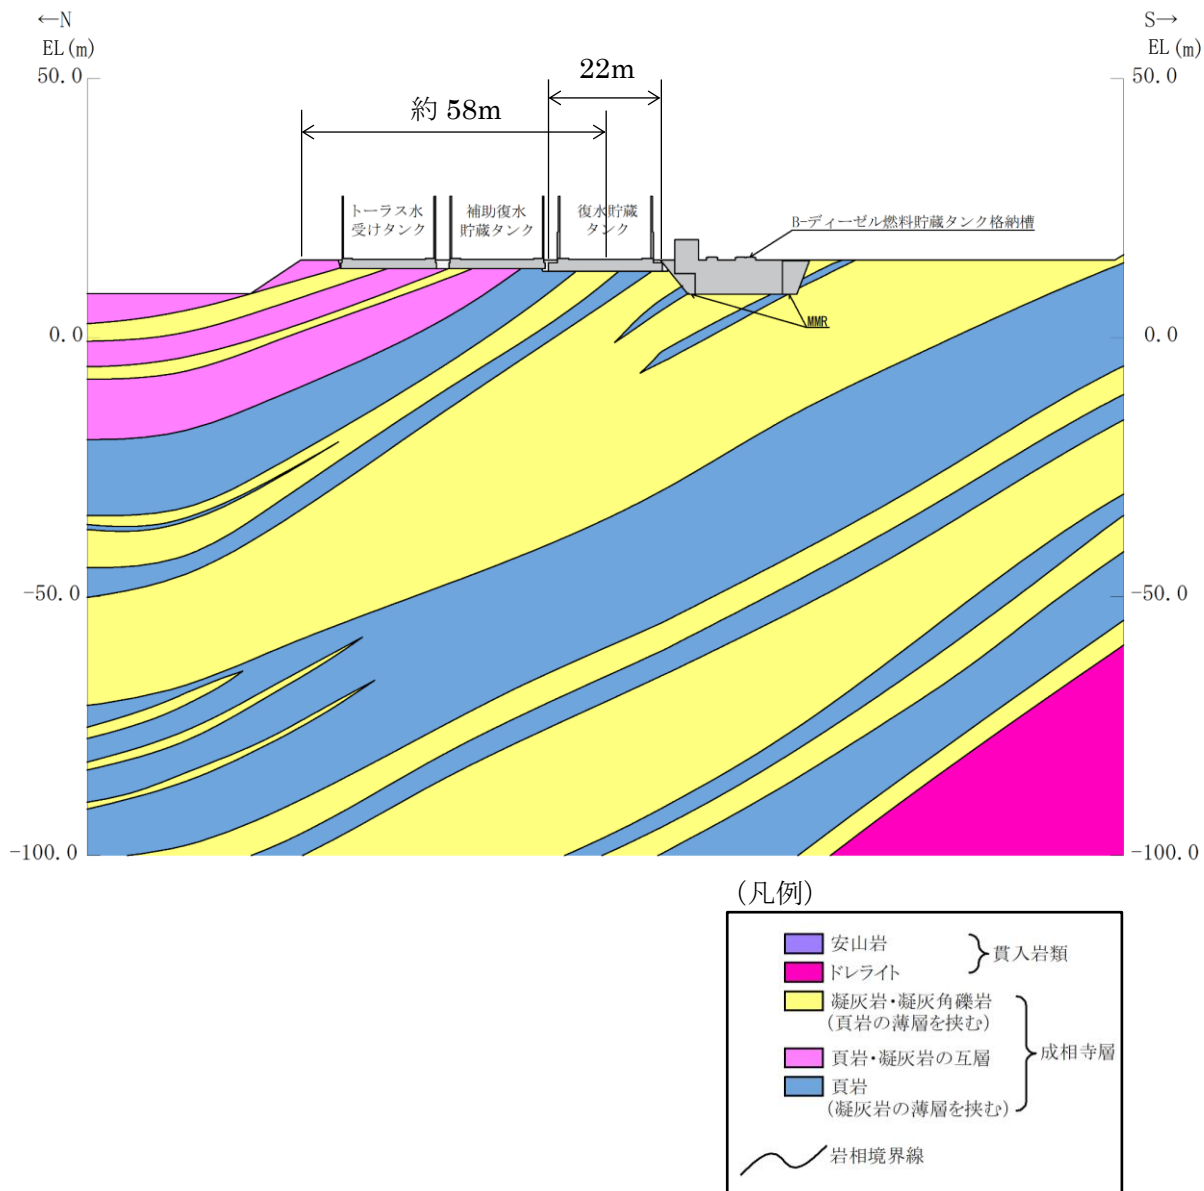 ←N
S→
EL(m)
EL(m)
50.0
50.0
22m
約 58m
トーラス水
受けタンク
補助復水
貯蔵タンク
復水貯蔵
タンク
B-ディーゼル燃料貯蔵タンク格納槽
MMR
0.0
0.0
-50.0
-50.0
-100.0
-100.0
(凡例)
安山岩
ドレライト
貫入岩類
凝灰岩・凝灰角礫岩
(頁岩の薄層を挟む)
頁岩・凝灰岩の互層
頁岩
(凝灰岩の薄層を挟む)
成相寺層
岩相境界線